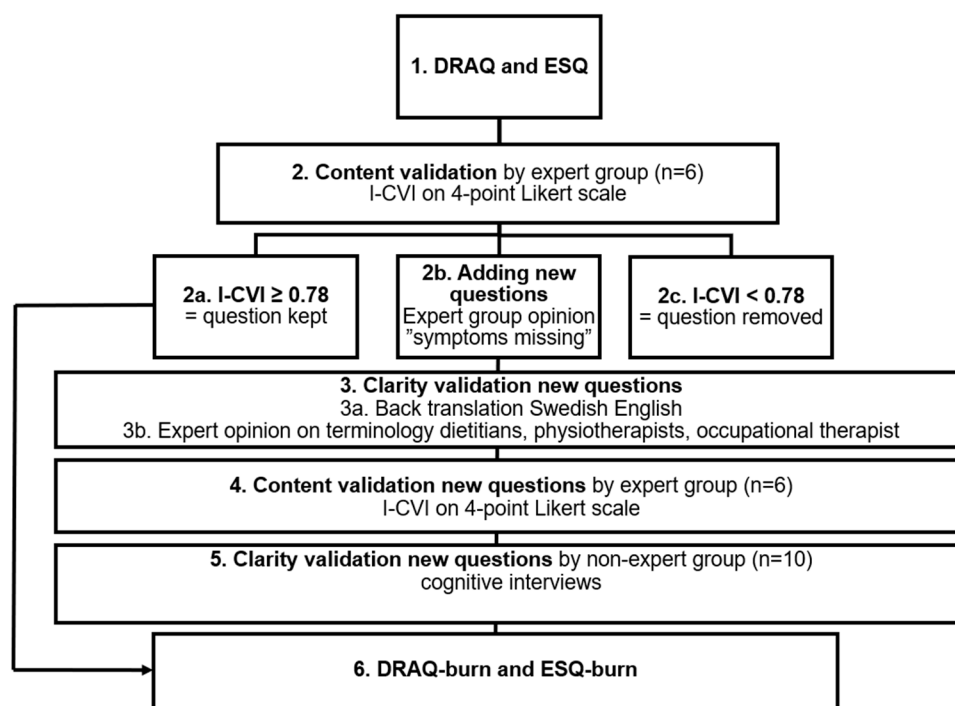 1. DRAQ and ESQ
2. Content validation by expert group (n=6)
I-CVI on 4-point Likert scale
2a. I-CVI ≥ 0.78
= question kept
2b. Adding new
questions
Expert group opinion
”symptoms missing”
2c. I-CVI < 0.78
= question removed
3. Clarity validation new questions
3a. Back translation Swedish English
3b. Expert opinion on terminology dietitians, physiotherapists, occupational therapist
4. Content validation new questions by expert group (n=6)
I-CVI on 4-point Likert scale
5. Clarity validation new questions by non-expert group (n=10)
cognitive interviews
6. DRAQ-burn and ESQ-burn